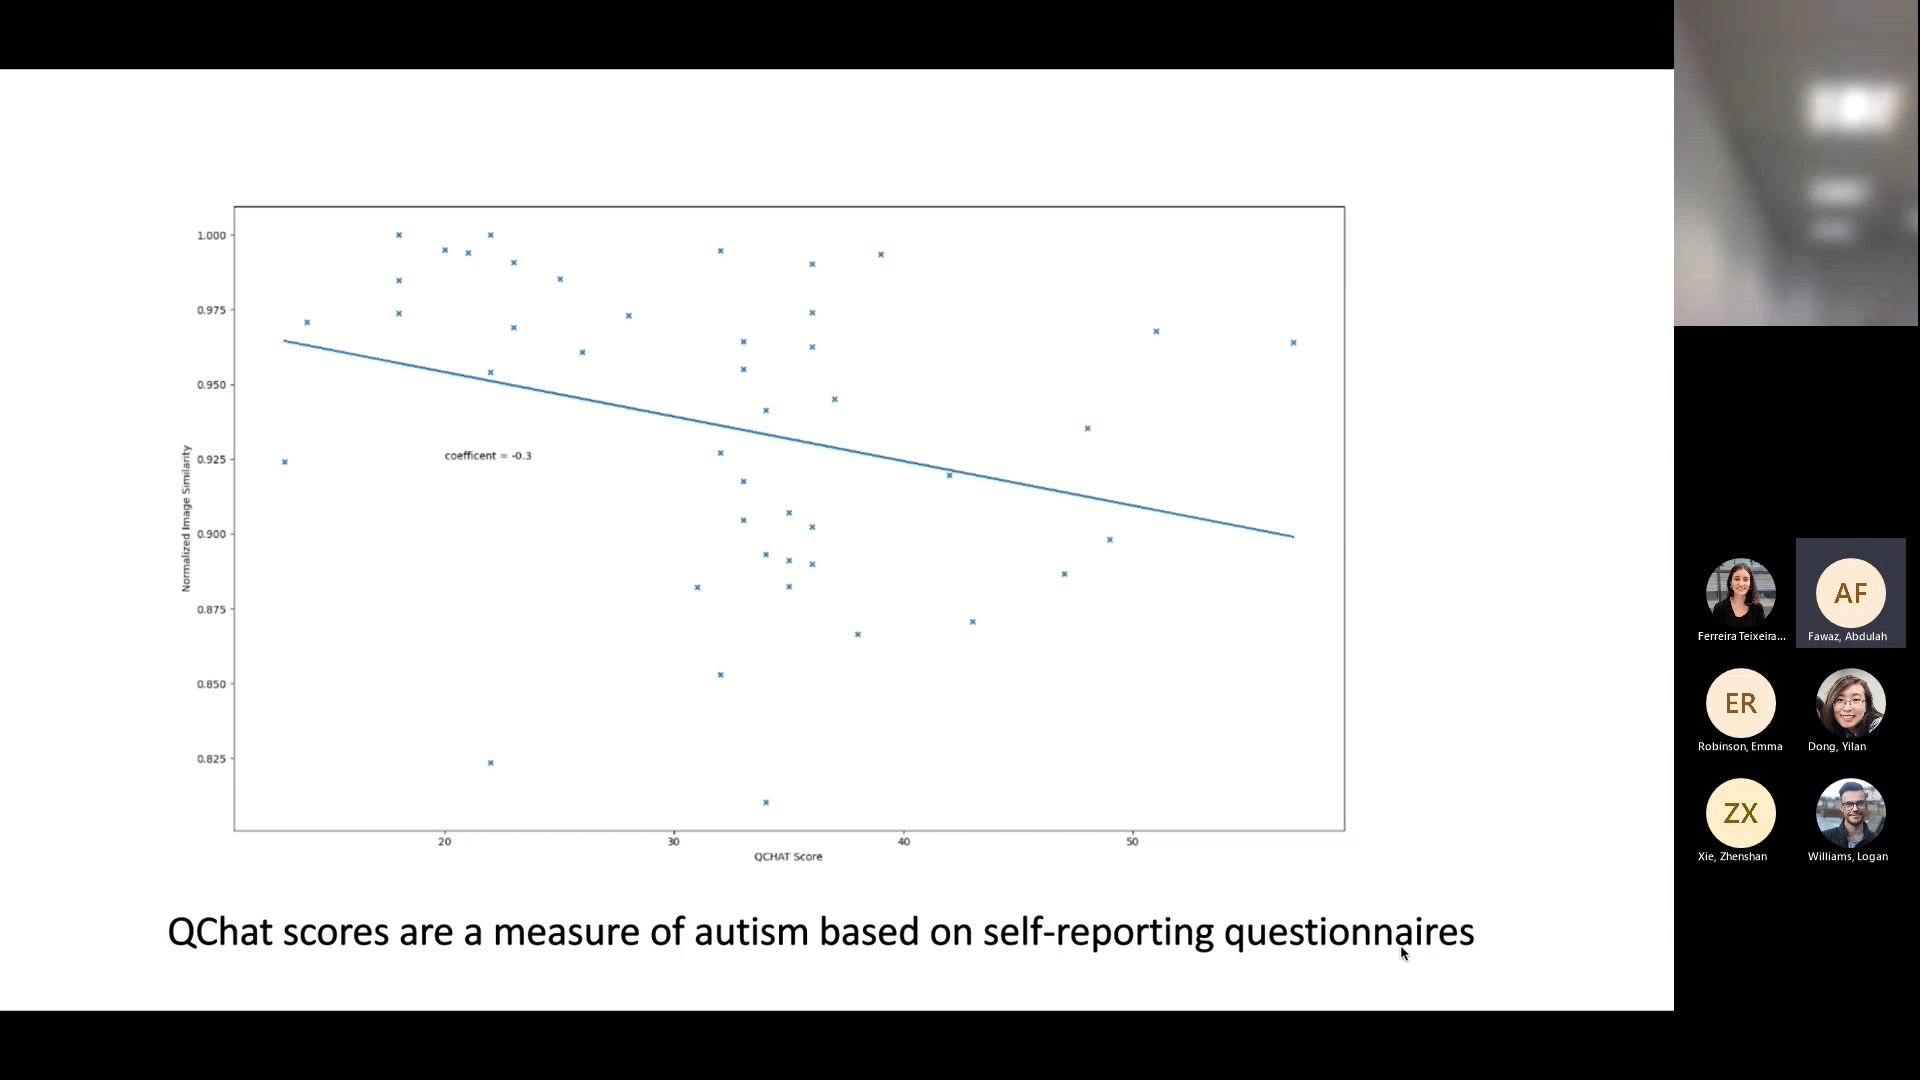 1.000
0.975
0.950
0.925
0.900
0.875
0.850
0.825
Normalized Image Similarity
coefficent = -0.3
20 30 40 50
QCHAT Score
QChat scores are a measure of autism based on self-reporting questionnaires
Ferreira Teixeira...
AF
Fawaz, Abdulah
ER
Robinson, Emma
Dong, Yilan
ZX
Xie, Zhenshan
Williams, Logan